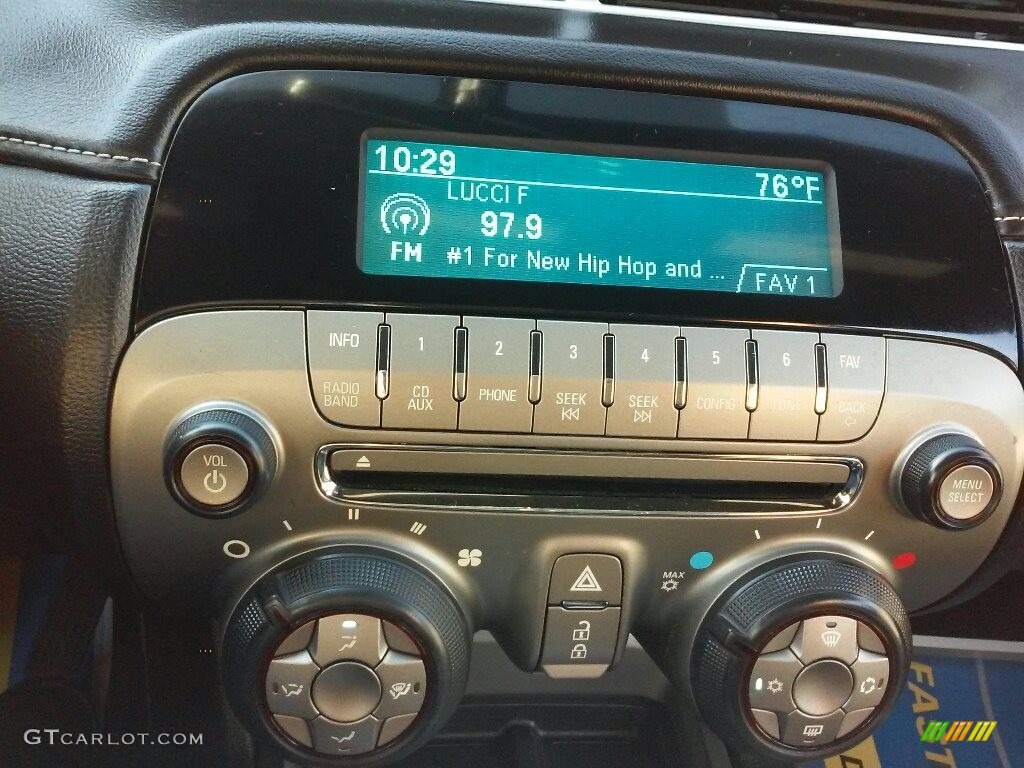 10:29
76°F
LUCCI F
97.9
FM
#1 For New Hip Hop and ...
FAV 1
INFO
1
2
3
4
5
6
FAV
RADIO
BAND
CD
AUX
PHONE
SEEK
SEEK
CONFIG
TONE
BACK
VOL
MENU
SELECT
MAX
FAST
GTCARLOT.COM